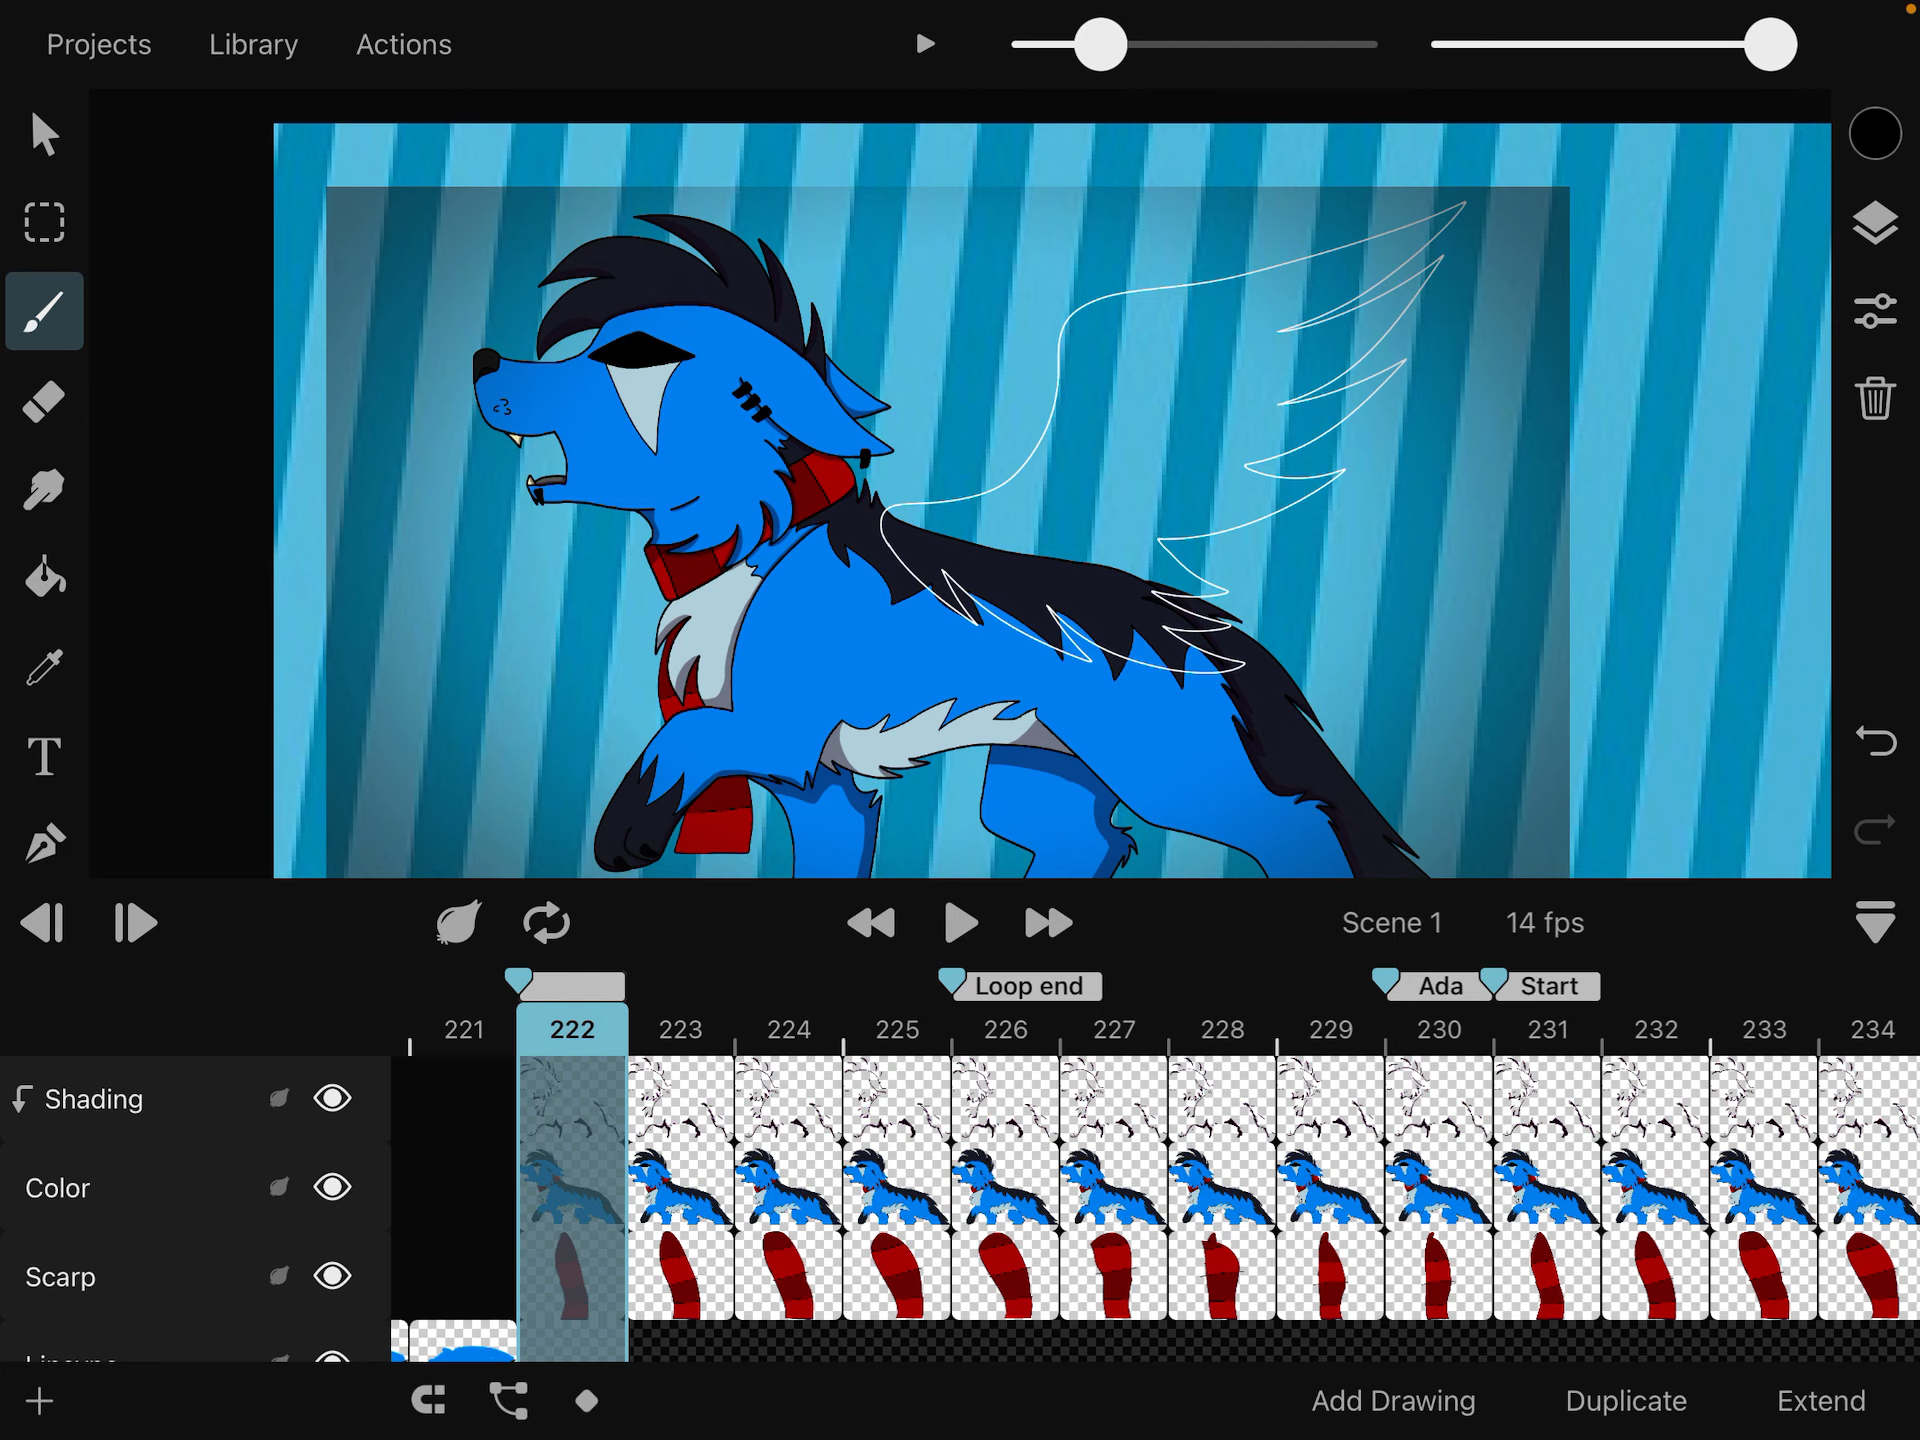 Projects Library Actions
T
Scene 1 14 fps
Loop end Ada Start
221 222 223 224 225 226 227 228 229 230 231 232 233 234
Shading
Color
Scarp
Add Drawing Duplicate Extend